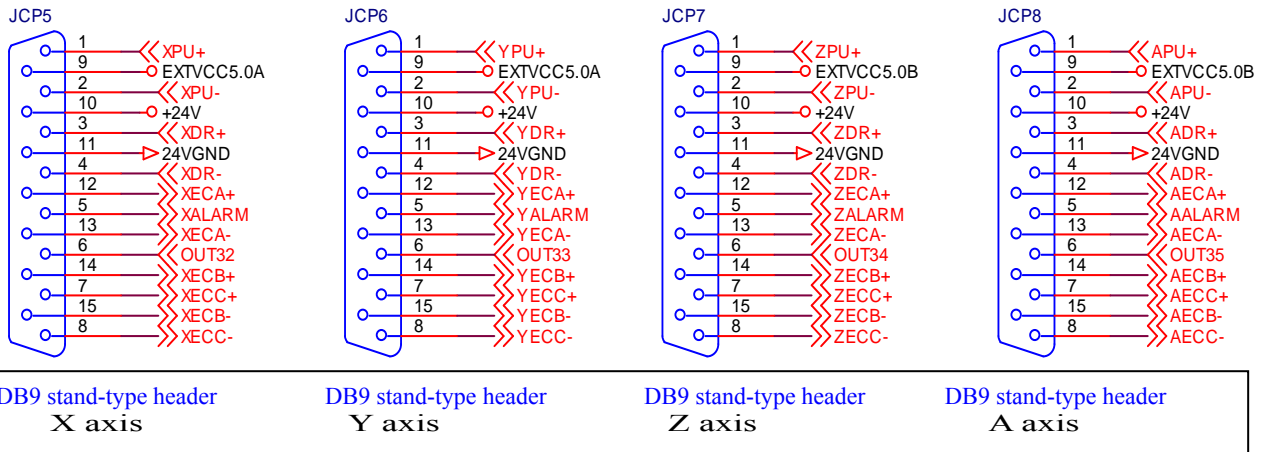 JCP5
1 XPU+
9 EXTVCC5.0A
2 XPU-
10 +24V
3 XDR+
11 24VGND
4 XDR-
12 XECA+
5 XALARM
13 XECA-
6 OUT32
14 XECB+
7 XECC+
15 XECB-
8 XECC-
DB9 stand-type header
X axis
JCP6
1 YPU+
9 EXTVCC5.0A
2 YPU-
10 +24V
3 YDR+
11 24VGND
4 YDR-
12 YECA+
5 YALARM
13 YECA-
6 OUT33
14 YECB+
7 YECC+
15 YECB-
8 YECC-
DB9 stand-type header
Y axis
JCP7
1 ZPU+
9 EXTVCC5.0B
2 ZPU-
10 +24V
3 ZDR+
11 24VGND
4 ZDR-
12 ZECA+
5 ZALARM
13 ZECA-
6 OUT34
14 ZECB+
7 ZECC+
15 ZECB-
8 ZECC-
DB9 stand-type header
Z axis
JCP8
1 APU+
9 EXTVCC5.0B
2 APU-
10 +24V
3 ADR+
11 24VGND
4 ADR-
12 AECA+
5 AALARM
13 AECA-
6 OUT35
14 AECB+
7 AECC+
15 AECB-
8 AECC-
DB9 stand-type header
A axis